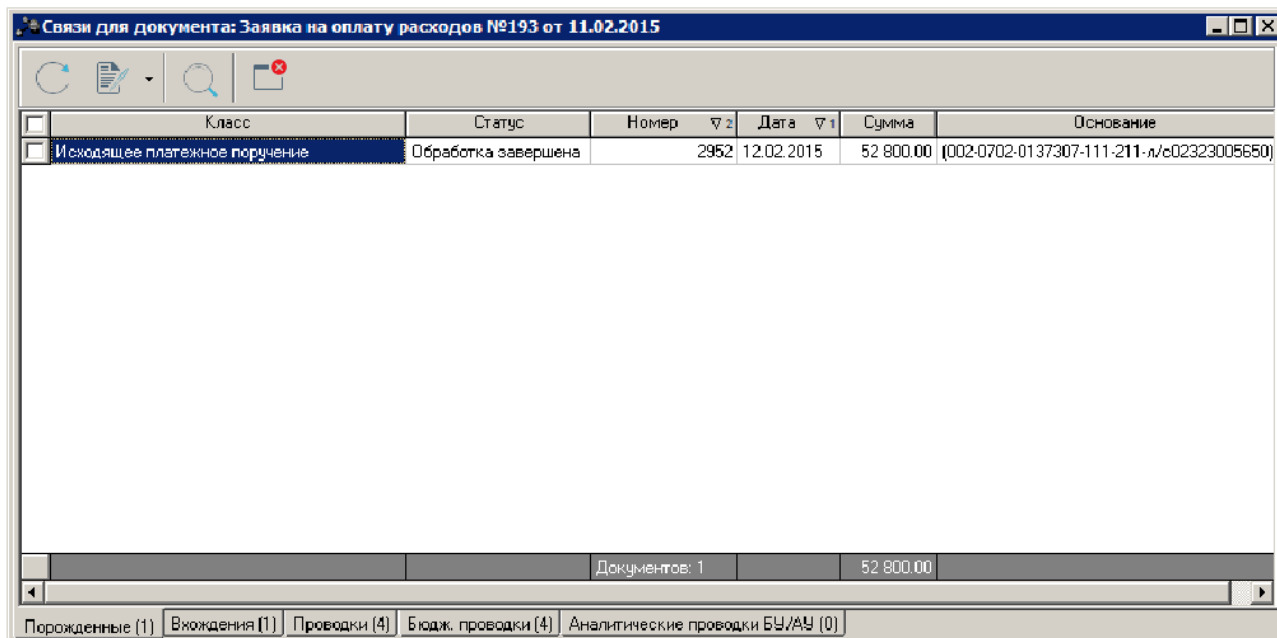 Связи для документа: Заявка на оплату расходов №193 от 11.02.2015
Класс Статус Номер 2 Дата 1 Сумма Основание
Исходящее платежное поручение Обработка завершена 2952 12.02.2015 52 800.00 (002-0702-0137307-111-211-л/с02323005650)
Документов: 1 52 800.00
Порожденные (1) Вхождения (1) Проводки (4) Бюдж. проводки (4) Аналитические проводки БУ/АУ (0)